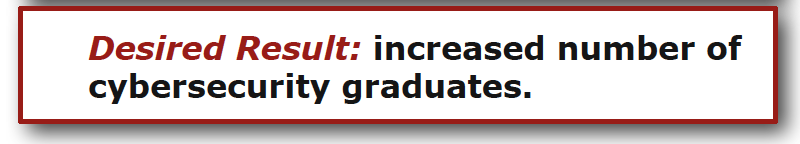 Desired Result: increased number of
cybersecurity graduates.